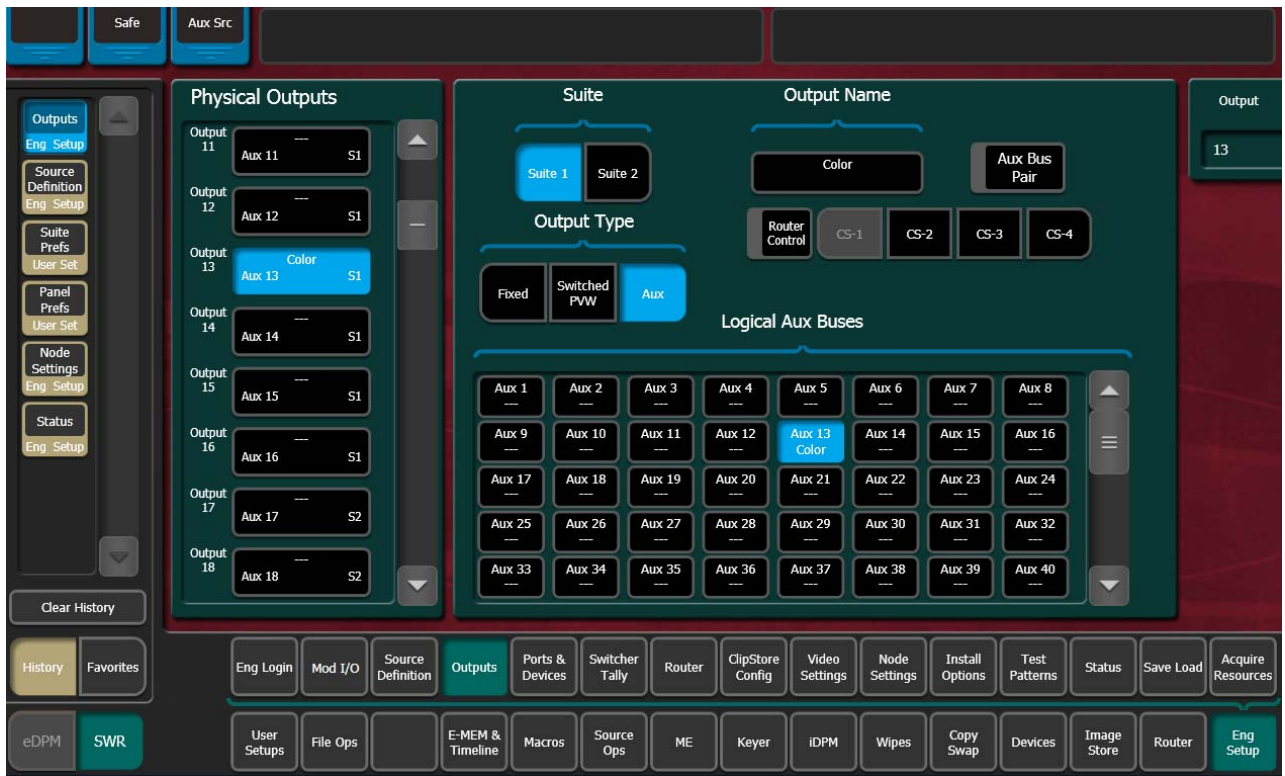 Safe
Aux Src
Outputs
Eng Setup
Source
Definition
Eng Setup
Suite
Prefs
User Set
Panel
Prefs
User Set
Node
Settings
Eng Setup
Status
Eng Setup
Clear History
History
Favorites
eDPM
SWR
Physical Outputs
Output
11
---
Aux 11 S1
Output
12
---
Aux 12 S1
Output
13
Color
Aux 13 S1
Output
14
---
Aux 14 S1
Output
15
---
Aux 15 S1
Output
16
---
Aux 16 S1
Output
17
---
Aux 17 S2
Output
18
---
Aux 18 S2
Suite
Suite 1
Suite 2
Output Type
Fixed
Switched
PVW
Aux
Output Name
Color
Aux Bus
Pair
Router
Control
CS-1
CS-2
CS-3
CS-4
Logical Aux Buses
Aux 1 Aux 2 Aux 3 Aux 4 Aux 5 Aux 6 Aux 7 Aux 8
--- --- --- --- --- --- --- ---
Aux 9 Aux 10 Aux 11 Aux 12 Aux 13 Aux 14 Aux 15 Aux 16
--- --- --- --- Color --- --- ---
Aux 17 Aux 18 Aux 19 Aux 20 Aux 21 Aux 22 Aux 23 Aux 24
--- --- --- --- --- --- --- ---
Aux 25 Aux 26 Aux 27 Aux 28 Aux 29 Aux 30 Aux 31 Aux 32
--- --- --- --- --- --- --- ---
Aux 33 Aux 34 Aux 35 Aux 36 Aux 37 Aux 38 Aux 39 Aux 40
--- --- --- --- --- --- --- ---
Output
13
Eng Login
Mod I/O
Source
Definition
Outputs
Ports &
Devices
Switcher
Tally
Router
ClipStore
Config
Video
Settings
Node
Settings
Install
Options
Test
Patterns
Status
Save Load
Acquire
Resources
User
Setups
File Ops
E-MEM &
Timeline
Macros
Source
Ops
ME
Keyer
iDPM
Wipes
Copy
Swap
Devices
Image
Store
Router
Eng
Setup